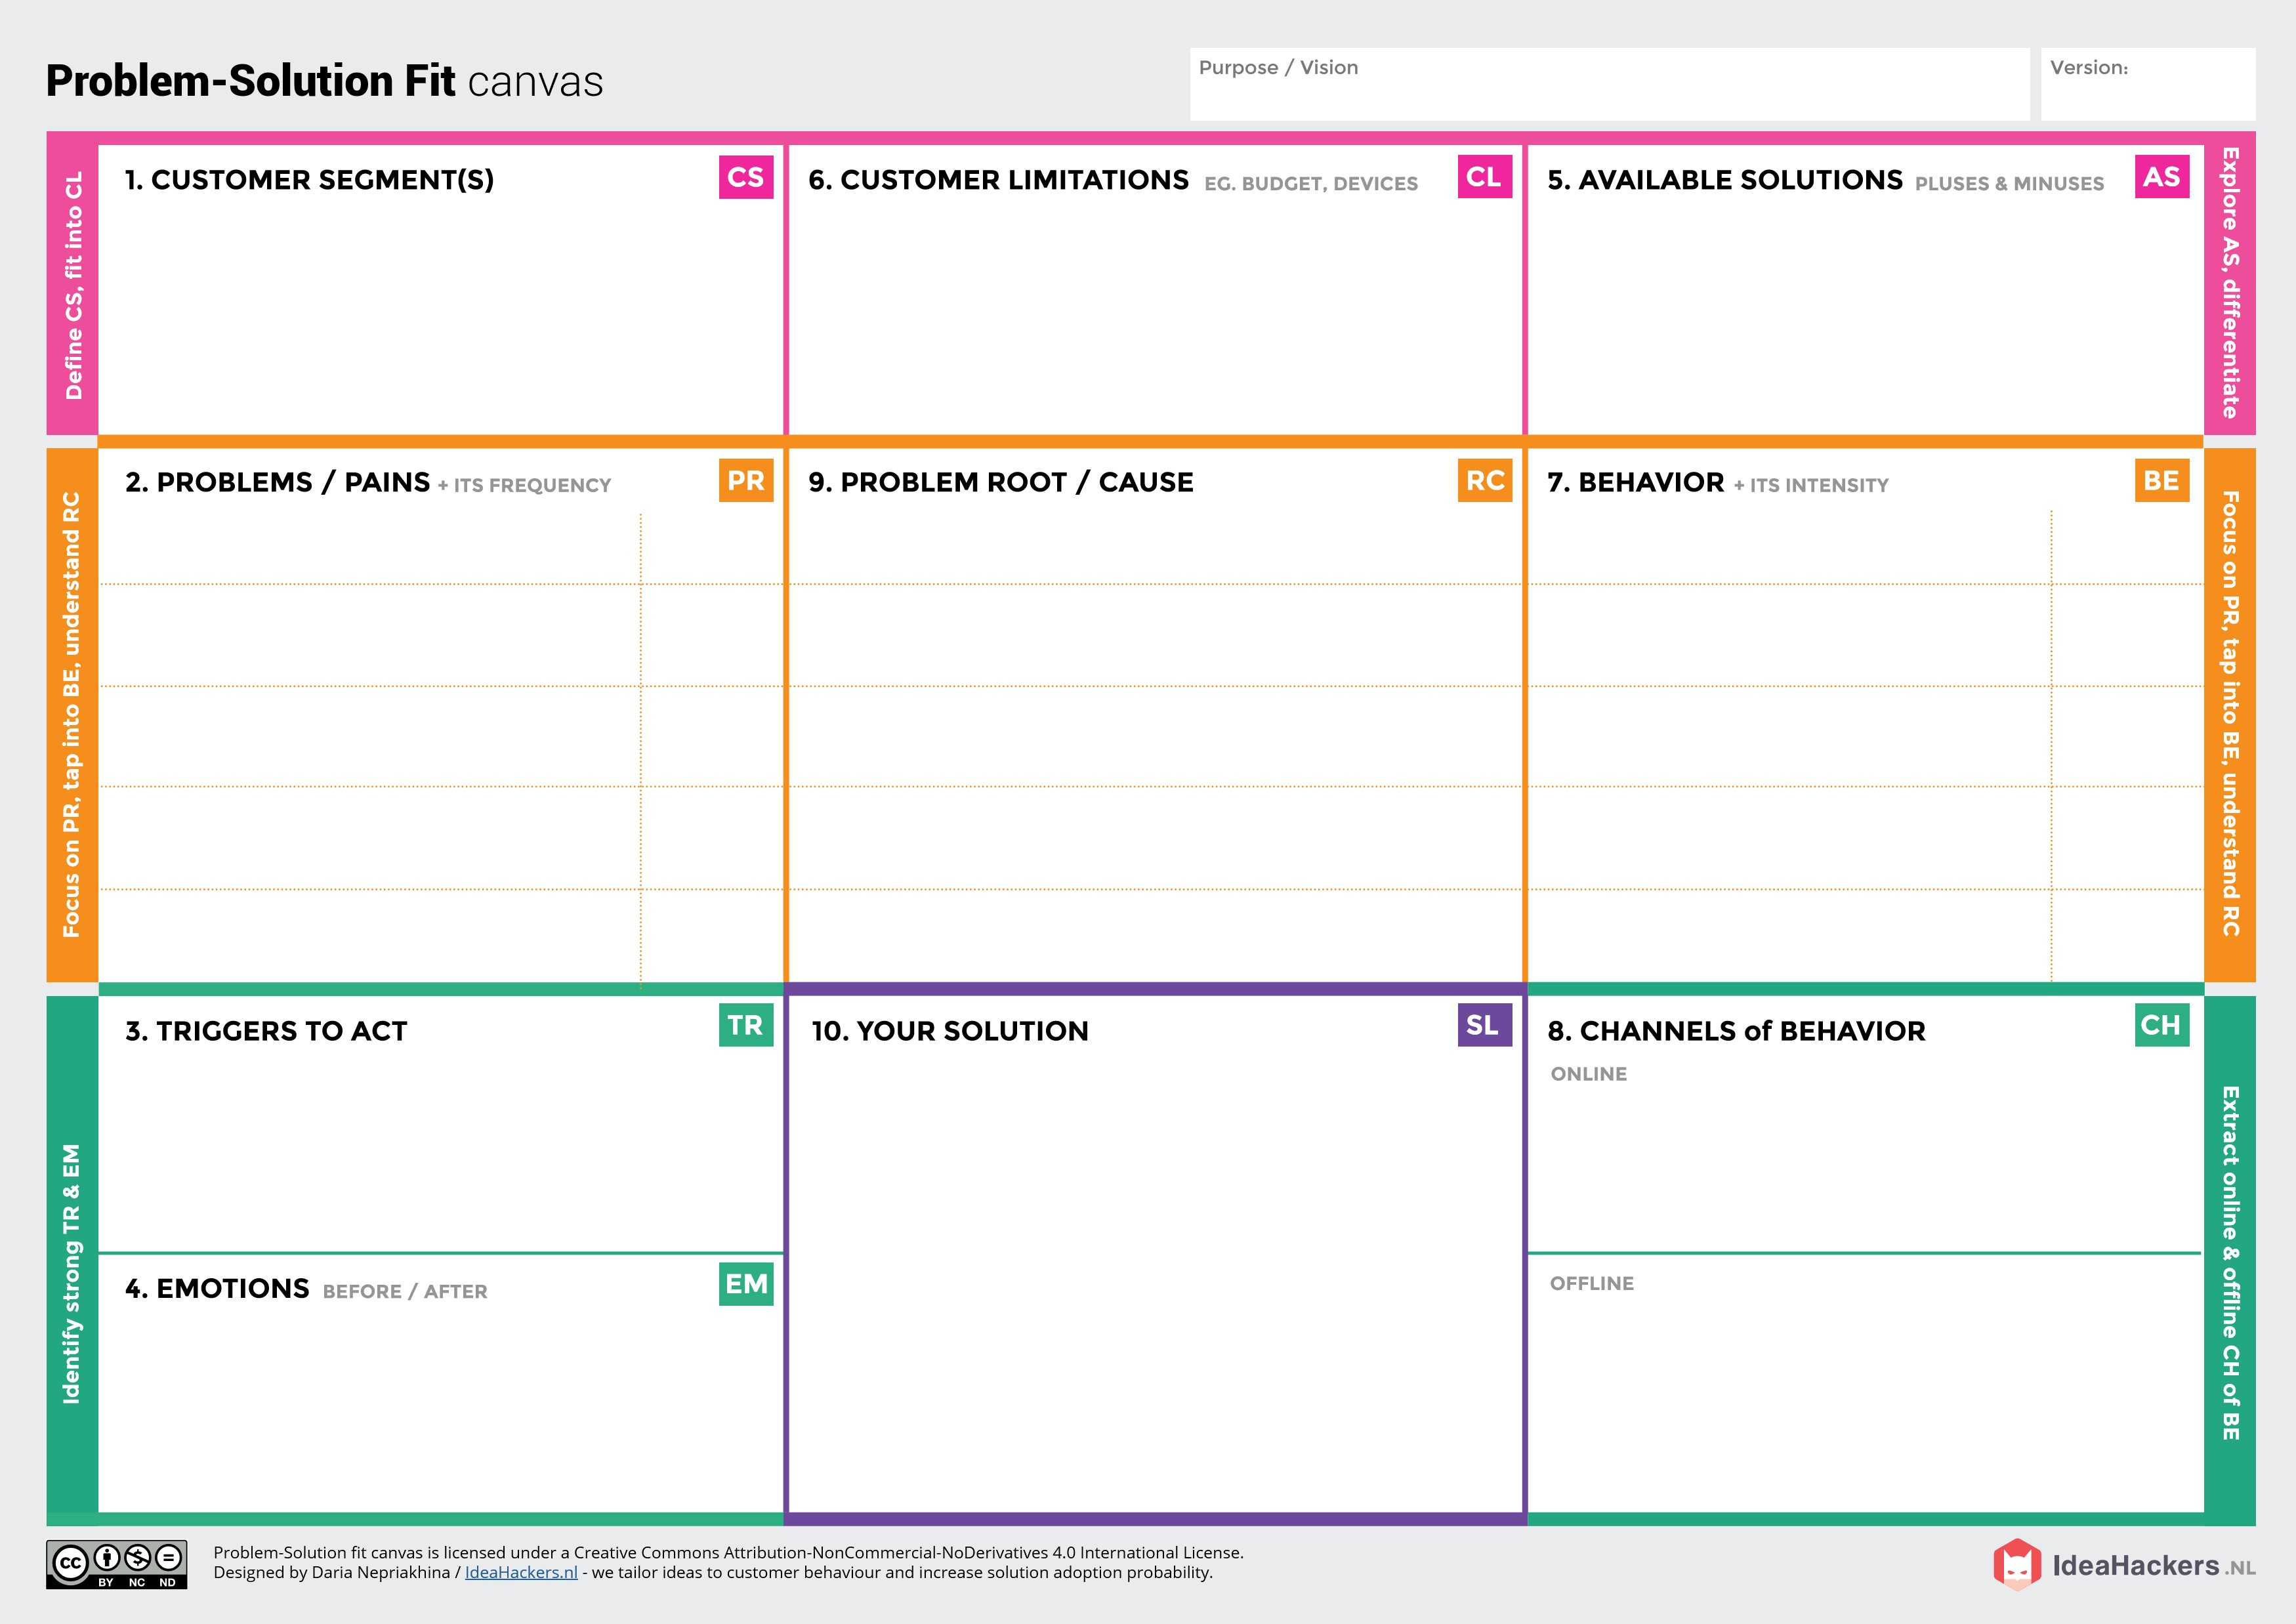 Problem-Solution Fit canvas
Purpose / Vision
Version:
Define CS, fit into CL
1. CUSTOMER SEGMENT(S)
CS
6. CUSTOMER LIMITATIONS EG. BUDGET, DEVICES
CL
5. AVAILABLE SOLUTIONS PLUSES & MINUSES
AS
Explore AS, differentiate
Focus on PR, tap into BE, understand RC
2. PROBLEMS / PAINS + ITS FREQUENCY
PR
9. PROBLEM ROOT / CAUSE
RC
7. BEHAVIOR + ITS INTENSITY
BE
Focus on PR, tap into BE, understand RC
Identify strong TR & EM
3. TRIGGERS TO ACT
TR
10. YOUR SOLUTION
SL
8. CHANNELS of BEHAVIOR
CH
ONLINE
Extract online & offline CH of BE
4. EMOTIONS BEFORE / AFTER
EM
OFFLINE
cc
BY NC ND
Problem-Solution fit canvas is licensed under a Creative Commons Attribution-NonCommercial-NoDerivatives 4.0 International License.
Designed by Daria Nepriakhina / IdeaHackers.nl - we tailor ideas to customer behaviour and increase solution adoption probability.
IdeaHackers.NL